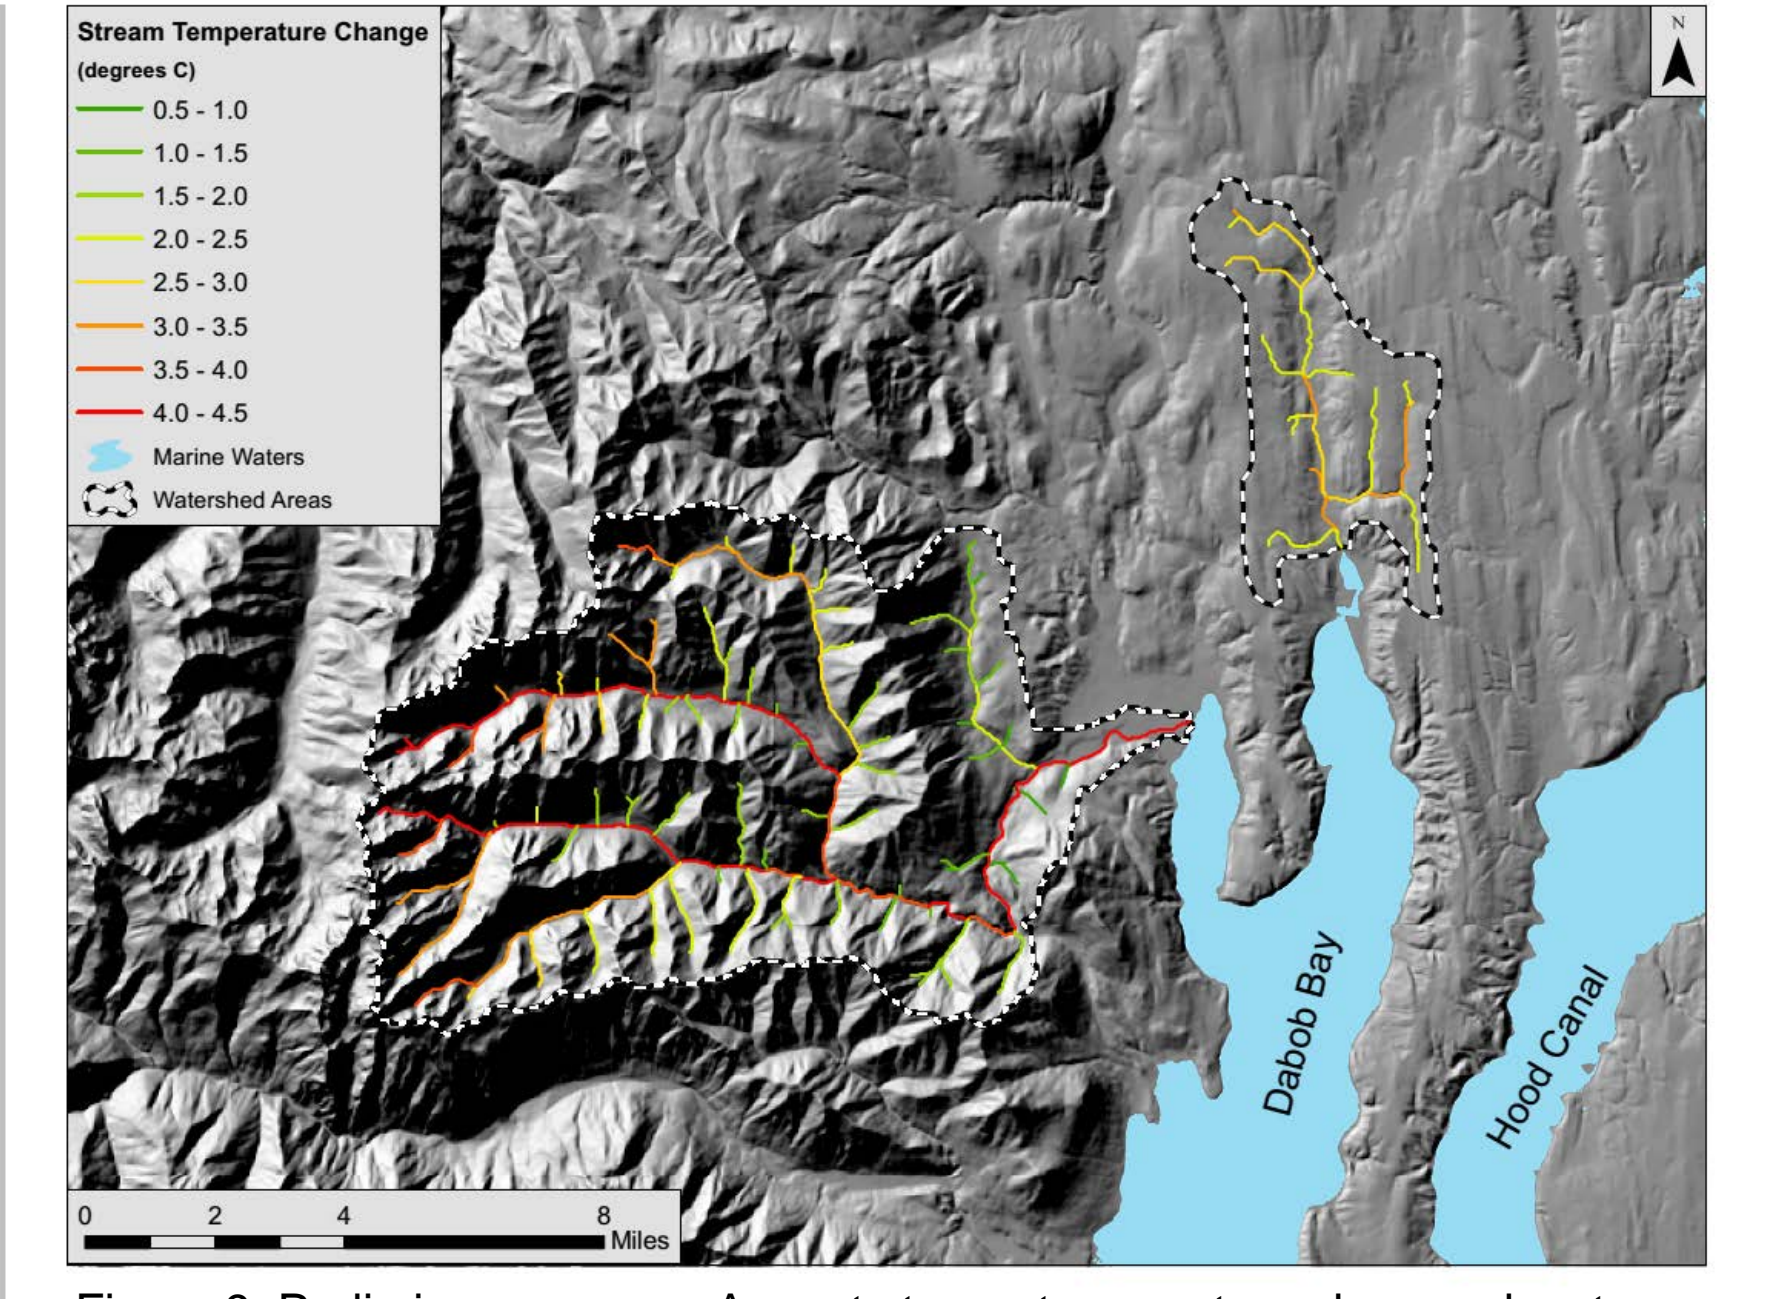 Stream Temperature Change
(degrees C)
0.5 - 1.0
1.0 - 1.5
1.5 - 2.0
2.0 - 2.5
2.5 - 3.0
3.0 - 3.5
3.5 - 4.0
4.0 - 4.5
Marine Waters
Watershed Areas
N
Dabob Bay
Hood Canal
0 2 4 8
Miles